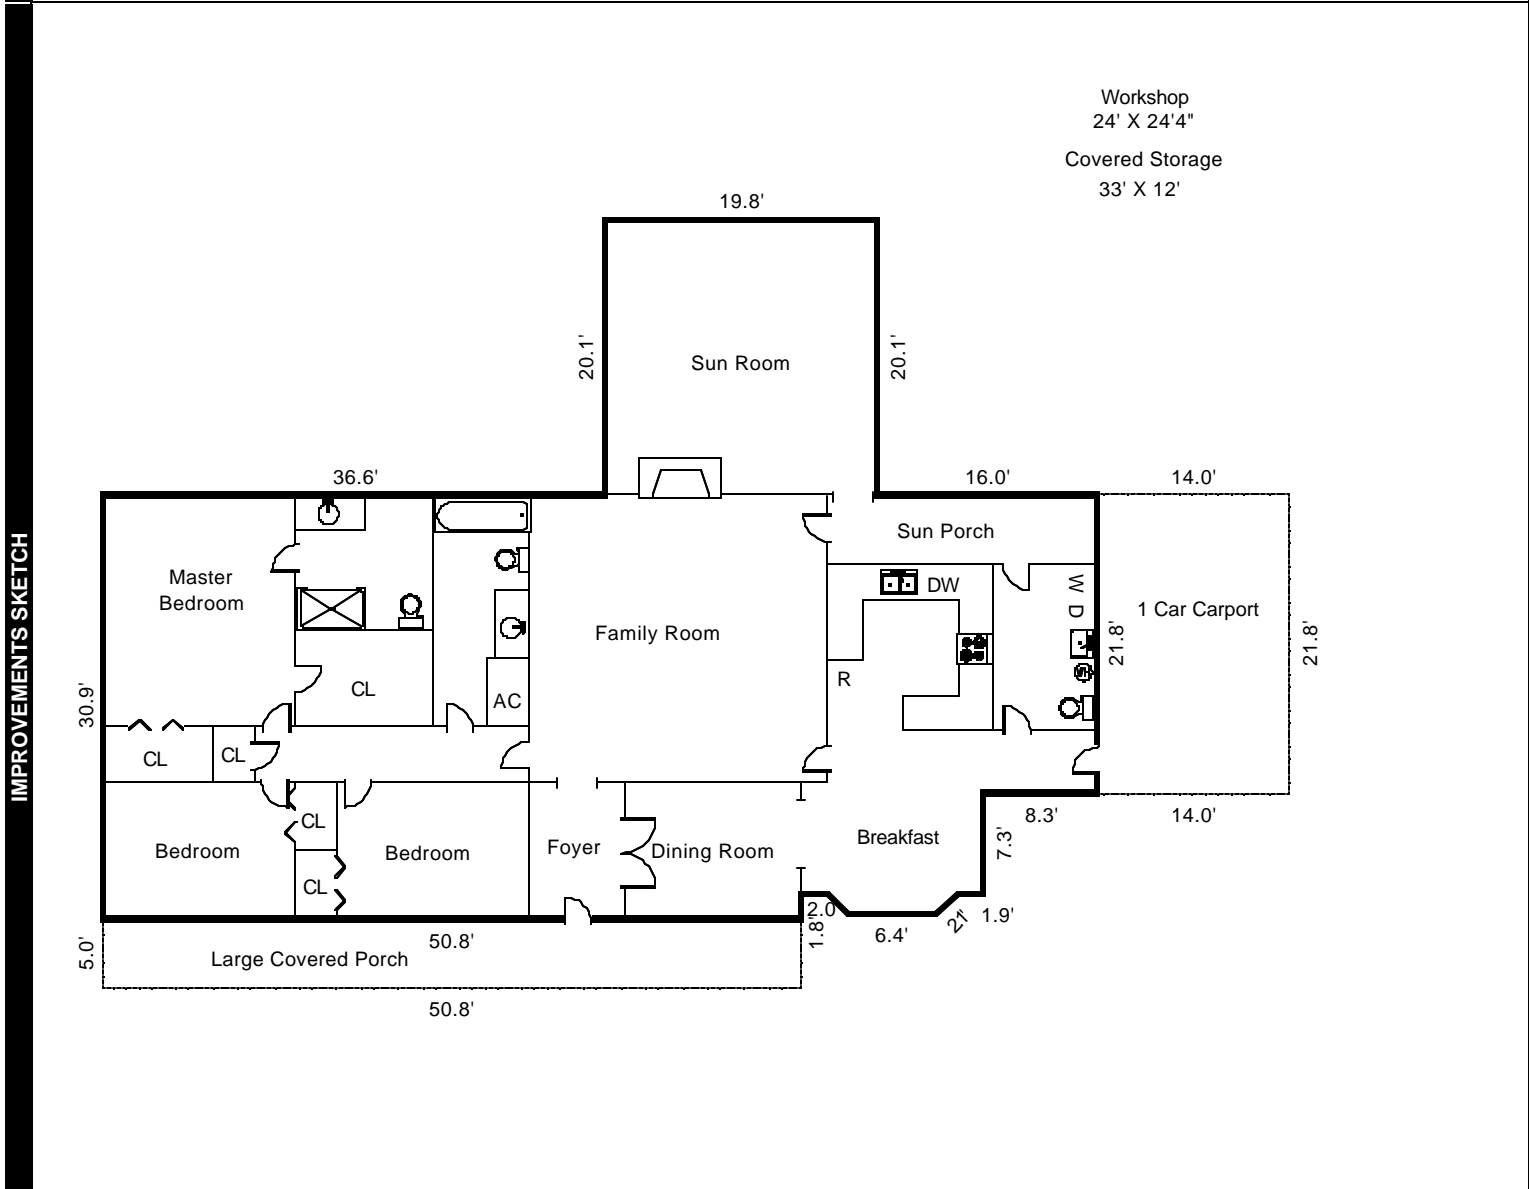 IMPROVEMENTS SKETCH
Workshop
24' X 24'4"
Covered Storage
33' X 12'
19.8'
20.1'
Sun Room
20.1'
36.6'
16.0'
14.0'
Sun Porch
Master
Bedroom
DW
W D
1 Car Carport
Family Room
21.8'
21.8'
CL
R
AC
30.9'
CL
CL
CL
Bedroom
Bedroom
Foyer
Dining Room
Breakfast
8.3'
14.0'
7.3'
CL
2.0
1.8'
6.4'
21'
1.9'
5.0'
50.8'
Large Covered Porch
50.8'